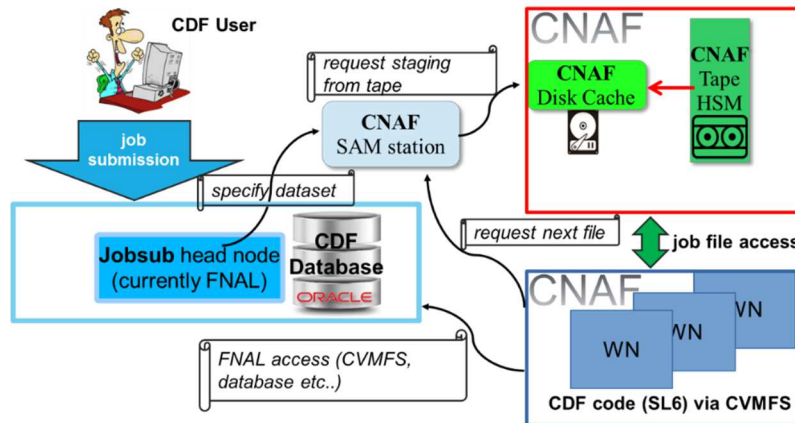 CDF User
job
submission
request staging
from tape
CNAF
SAM station
CNAF
CNAF
Disk Cache
CNAF
Tape
HSM
specify dataset
Jobsub head node
(currently FNAL)
CDF
Database
ORACLE
request next file
job file access
FNAL access (CVMFS,
database etc..)
CNAF
WN
WN
WN
CDF code (SL6) via CVMFS